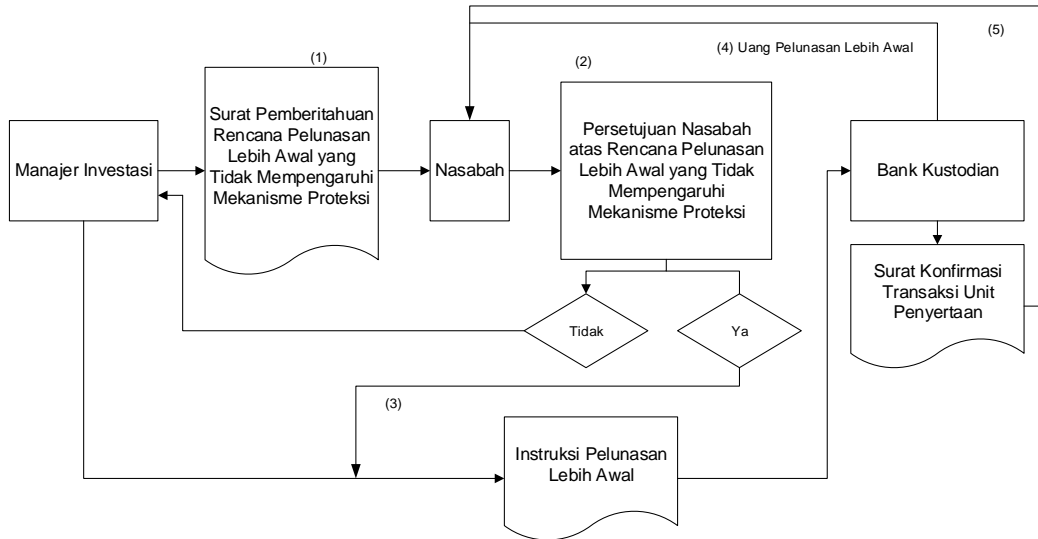 (5)
(4) Uang Pelunasan Lebih Awal
(1)
(2)
Manajer Investasi
Surat Pemberitahuan
Rencana Pelunasan
Lebih Awal yang
Tidak Mempengaruhi
Mekanisme Proteksi
Nasabah
Persetujuan Nasabah
atas Rencana Pelunasan
Lebih Awal yang Tidak
Mempengaruhi
Mekanisme Proteksi
Bank Kustodian
Surat Konfirmasi
Transaksi Unit
Penyertaan
Tidak
Ya
(3)
Instruksi Pelunasan
Lebih Awal